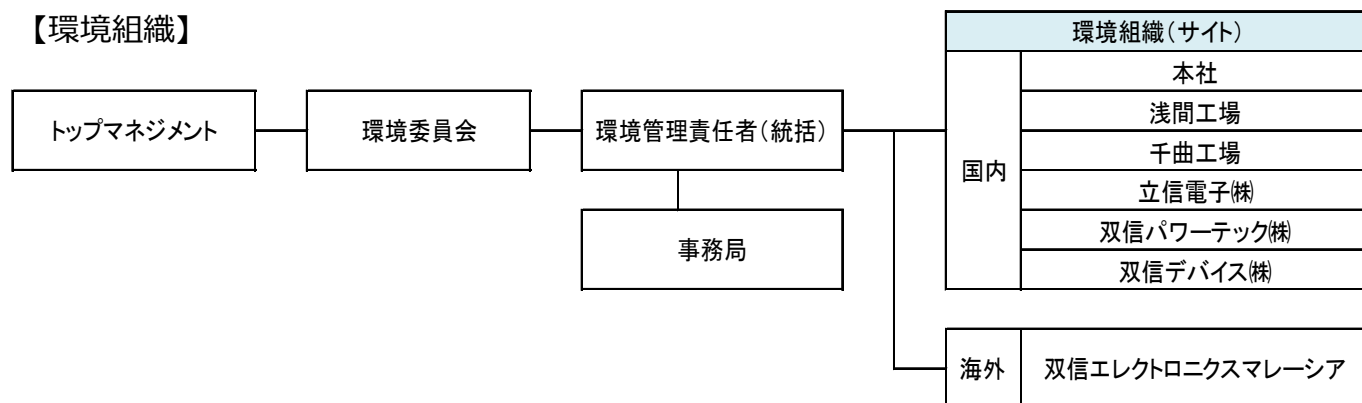 【環境組織】
トップマネジメント
環境委員会
環境管理責任者(統括)
事務局
環境組織(サイト)
国内
本社
浅間工場
千曲工場
立信電子㈱
双信パワーテック㈱
双信デバイス㈱
海外
双信エレクトロニクスマレーシア